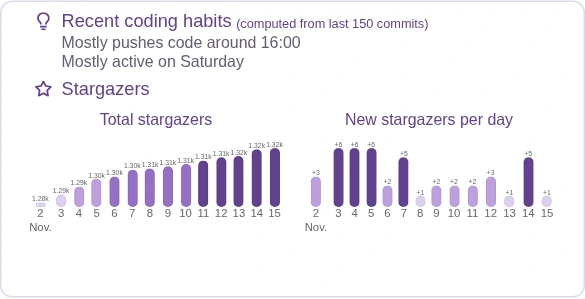 Recent coding habits (computed from last 150 commits)
Mostly pushes code around 16:00
Mostly active on Saturday
Stargazers
Total stargazers
1.28k 1.29k 1.29k 1.30k 1.30k 1.30k 1.31k 1.31k 1.31k 1.31k 1.31k 1.32k 1.32k 1.32k
2 3 4 5 6 7 8 9 10 11 12 13 14 15
Nov.
New stargazers per day
+3 +6 +6 +6 +2 +5 +1 +2 +2 +2 +3 +1 +5 +1
2 3 4 5 6 7 8 9 10 11 12 13 14 15
Nov.